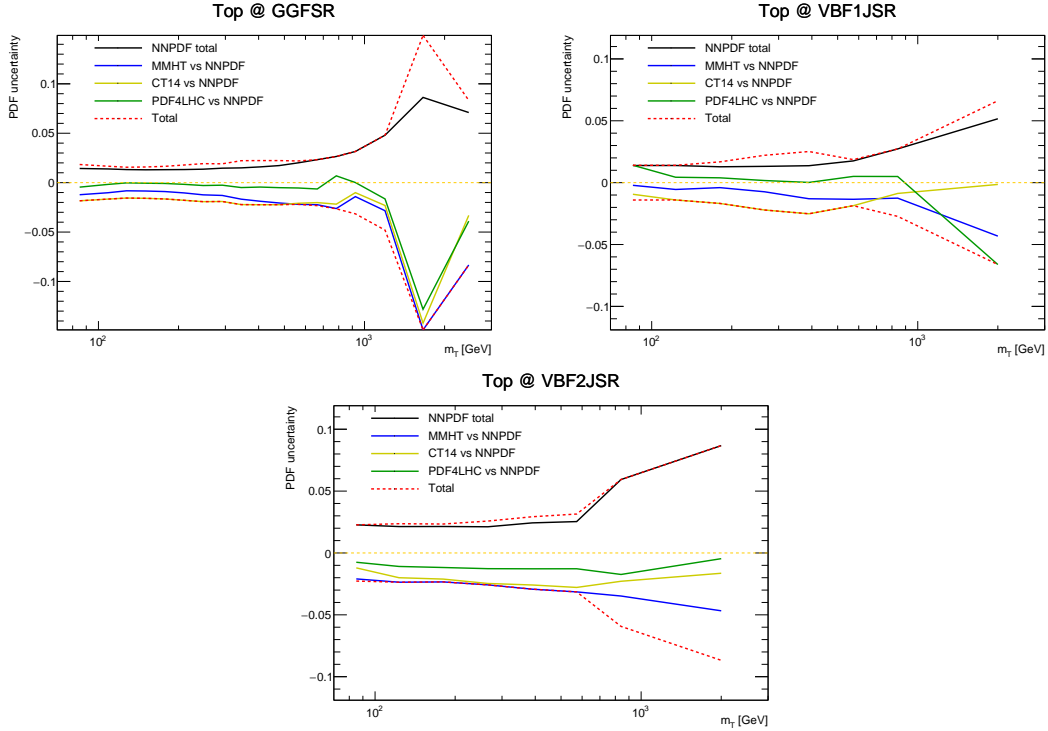 Top @ GGFSR
PDF uncertainty
0.1
0.05
0
−0.05
−0.1
NNPDF total
MMHT vs NNPDF
CT14 vs NNPDF
PDF4LHC vs NNPDF
Total
10²
10³
m_T [GeV]
Top @ VBF1JSR
PDF uncertainty
0.1
0.05
0
−0.05
−0.1
NNPDF total
MMHT vs NNPDF
CT14 vs NNPDF
PDF4LHC vs NNPDF
Total
10²
10³
m_T [GeV]
Top @ VBF2JSR
PDF uncertainty
0.1
0.05
0
−0.05
−0.1
NNPDF total
MMHT vs NNPDF
CT14 vs NNPDF
PDF4LHC vs NNPDF
Total
10²
10³
m_T [GeV]